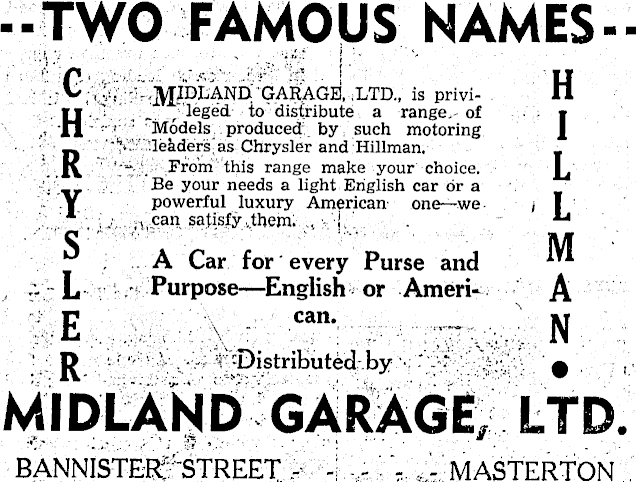 --TWO FAMOUS NAMES--
CHRYSLER
MIDLAND GARAGE, LTD., is privi-
leged to distribute a range of
Models produced by such motoring
leaders as Chrysler and Hillman.
From this range make your choice.
Be your needs a light English car or a
powerful luxury American one—we
can satisfy them.
A Car for every Purse and
Purpose—English or Ameri-
can.
Distributed by
HILLMAN •
MIDLAND GARAGE, LTD.
BANNISTER STREET - - - - - MASTERTON